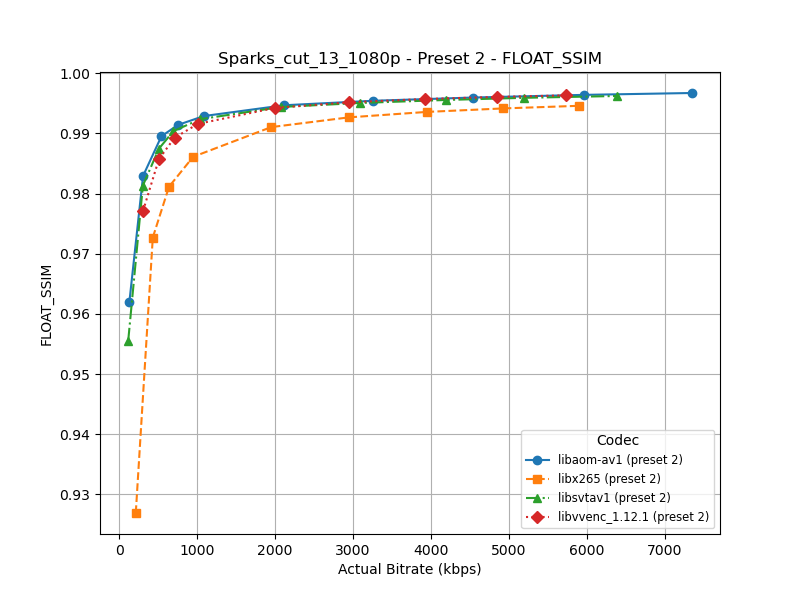 Sparks_cut_13_1080p - Preset 2 - FLOAT_SSIM
1.00
0.99
0.98
0.97
0.96
0.95
0.94
0.93
FLOAT_SSIM
0 1000 2000 3000 4000 5000 6000 7000
Actual Bitrate (kbps)
Codec
libaom-av1 (preset 2)
libx265 (preset 2)
libsvtav1 (preset 2)
libvvenc_1.12.1 (preset 2)